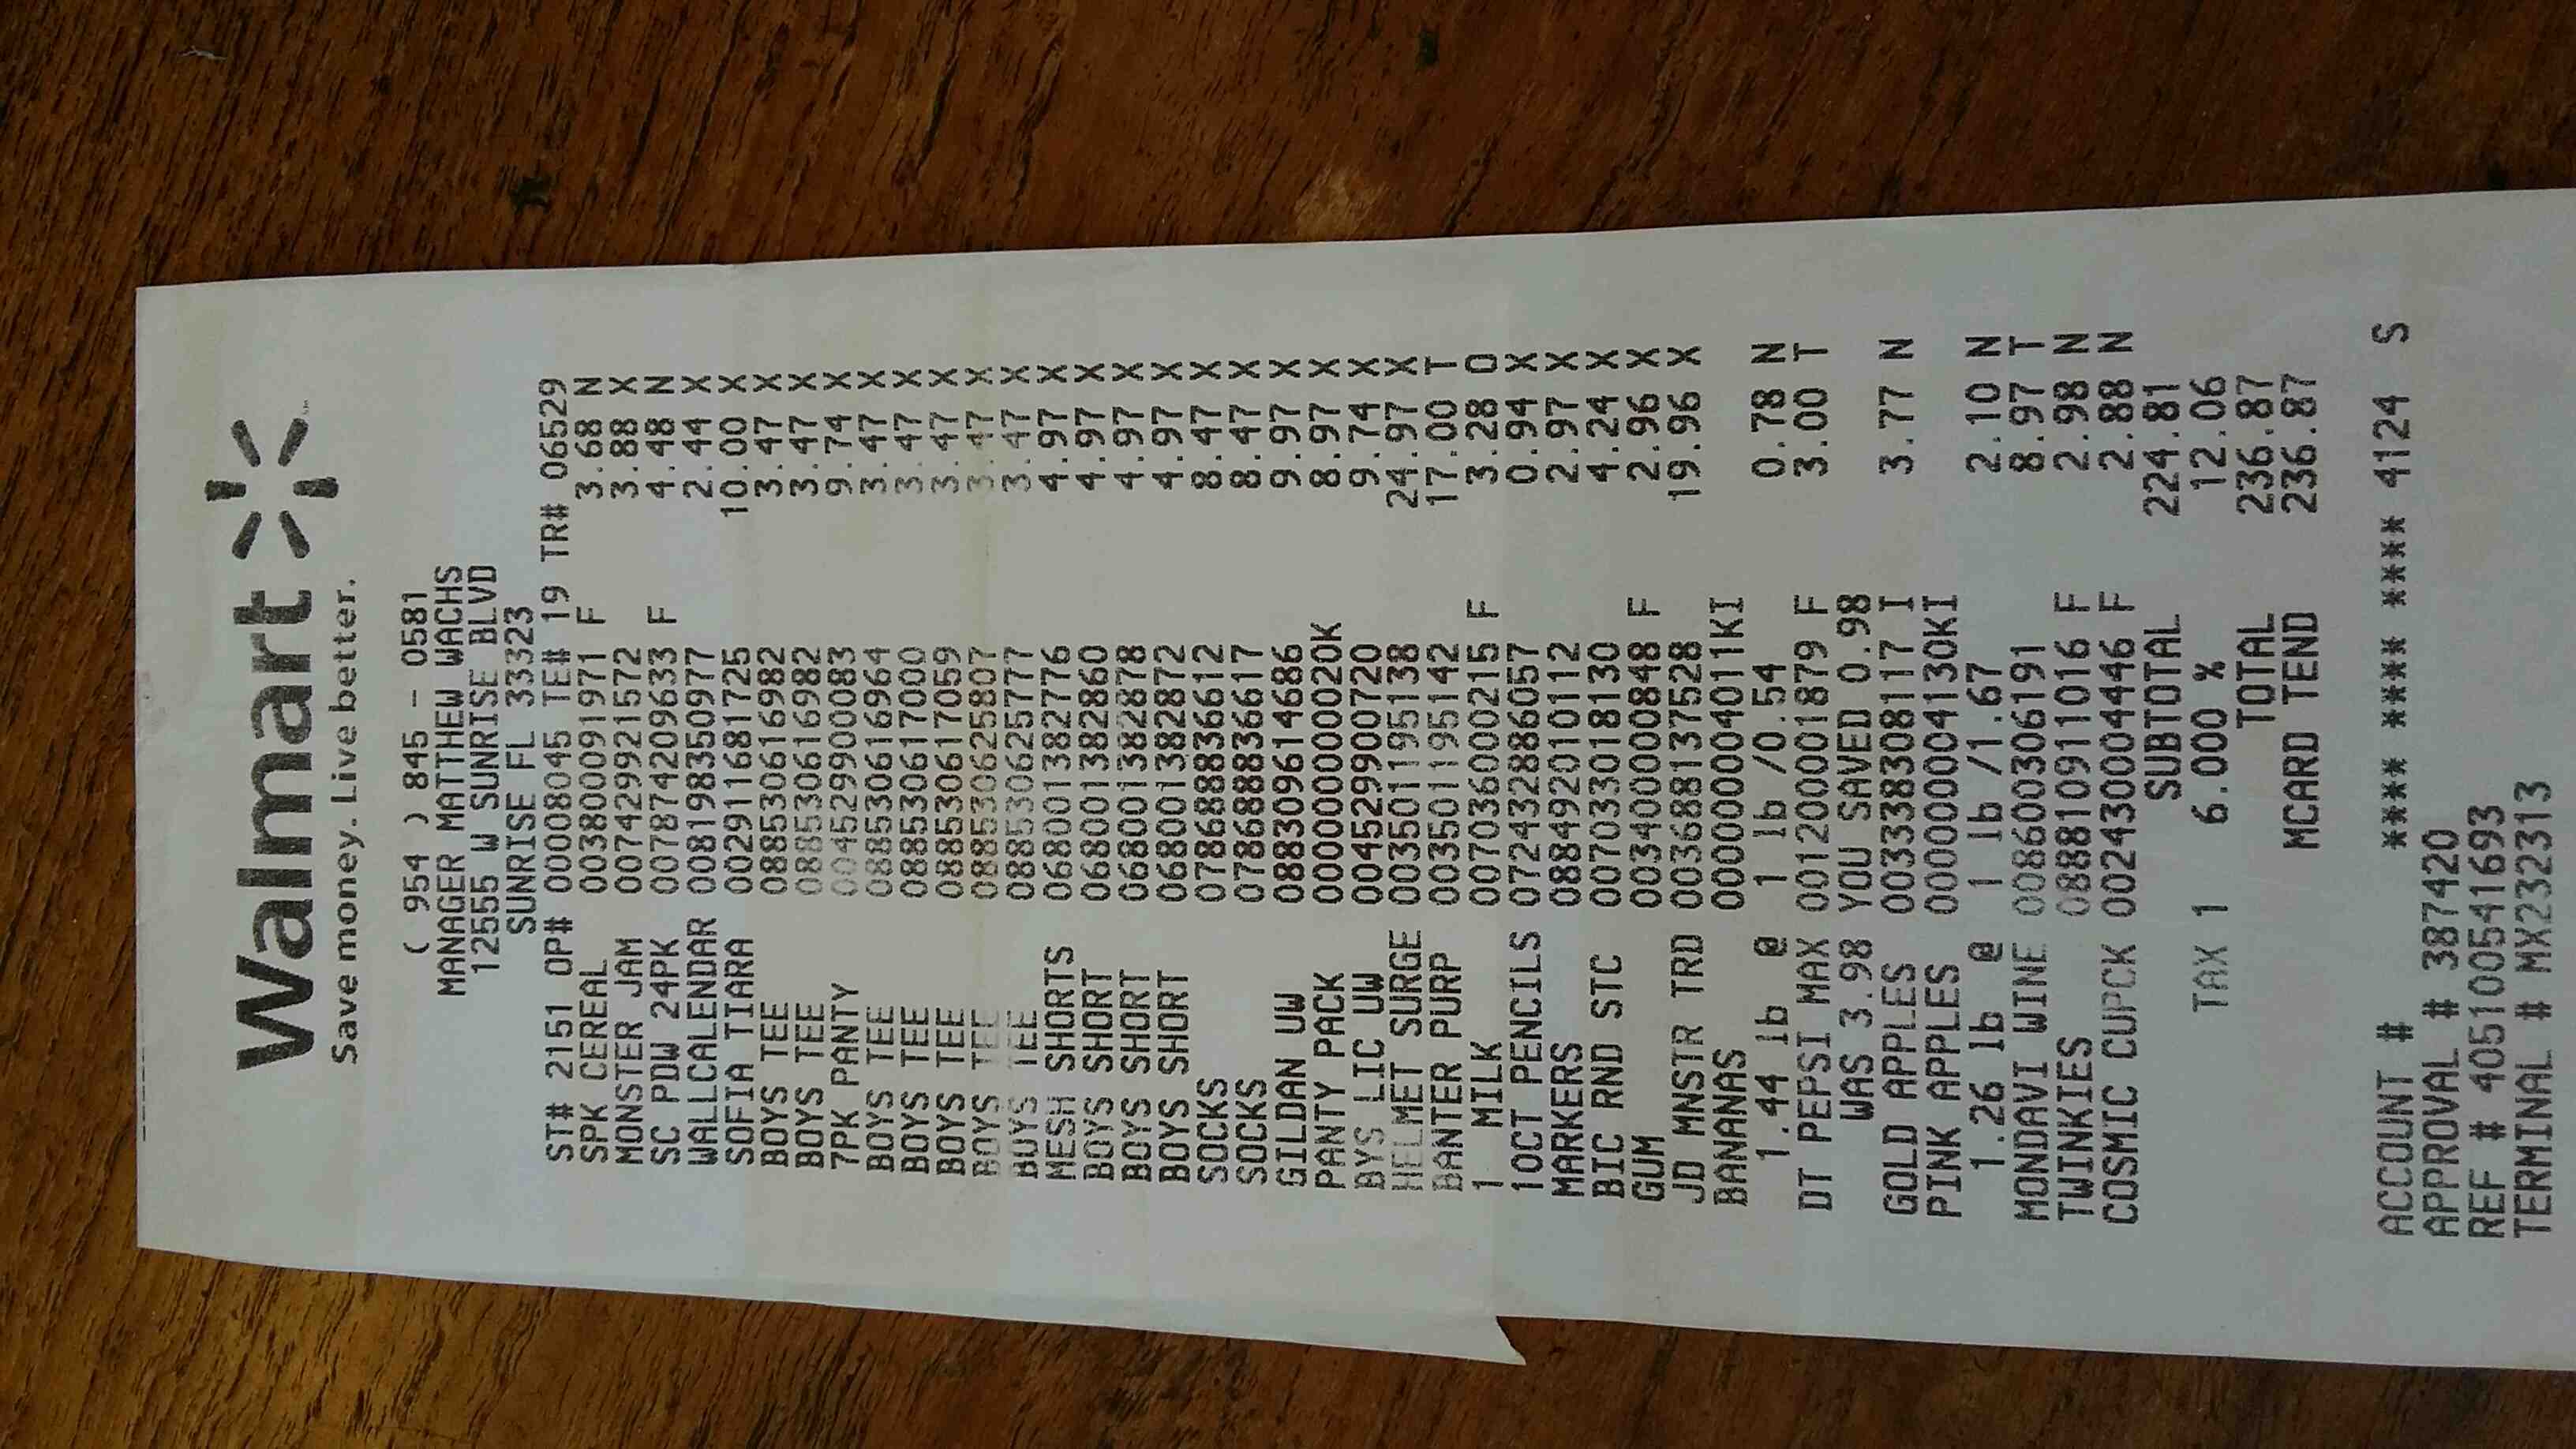 Walmart
Save money. Live better.
( 954 ) 845 - 0581
MANAGER MATTHEW WACHS
12555 W SUNRISE BLVD
SUNRISE FL 33323
ST# 2151 OP# 00008045 TE# 19 TR# 06529
SPK CEREAL 003800091971 F 3.68 N
MONSTER JAM 007429921572 3.88 X
SC PDW 24PK 007874209633 F 4.48 N
WALLCALENDAR 008198350977 2.44 X
SOFIA TIARA 002911681725 10.00 X
BOYS TEE 088530616982 3.47 X
BOYS TEE 088530616982 3.47 X
7PK PANTY 004529900083 9.74 X
BOYS TEE 088530616964 3.47 X
BOYS TEE 088530617000 3.47 X
BOYS TEE 088530617059 3.47 X
BOYS TEE 088530625807 3.47 X
BOYS TEE 088530625777 3.47 X
MESH SHORTS 068001382776 4.97 X
BOYS SHORT 068001382860 4.97 X
BOYS SHORT 068001382878 4.97 X
BOYS SHORT 068001382872 4.97 X
SOCKS 078688836612 8.47 X
SOCKS 078688836617 8.47 X
GILDAN UW 088309614686 9.97 X
PANTY PACK 000000000020K 8.97 X
BYS LIC UW 004529900720 9.74 X
HELMET SURGE 003501195138 24.97 X
BANTER PURP 003501195142 17.00 T
1 MILK 007036000215 F 3.28 O
10CT PENCILS 072432886057 0.94 X
MARKERS 088492010112 2.97 X
BIC RND STC 007033018130 4.24 X
GUM 003400000848 F 2.96 X
JD MNSTR TRD 003688137528 19.96 X
BANANAS 000000004011KI
1.44 lb @ 1 lb /0.54 0.78 N
DT PEPSI MAX 001200001879 F 3.00 T
WAS 3.98 YOU SAVED 0.98
GOLD APPLES 003338308117 I 3.77 N
PINK APPLES 000000004130KI
1.26 lb @ 1 lb /1.67 2.10 N
MONDAVI WINE 008600306191 8.97 T
TWINKIES 088810911016 F 2.98 N
COSMIC CUPCK 002430004446 F 2.88 N
SUBTOTAL 224.81
TAX 1 6.000 % 12.06
TOTAL 236.87
MCARD TEND 236.87
ACCOUNT # **** **** **** 4124 S
APPROVAL # 387420
REF # 405100541693
TERMINAL # MX232313